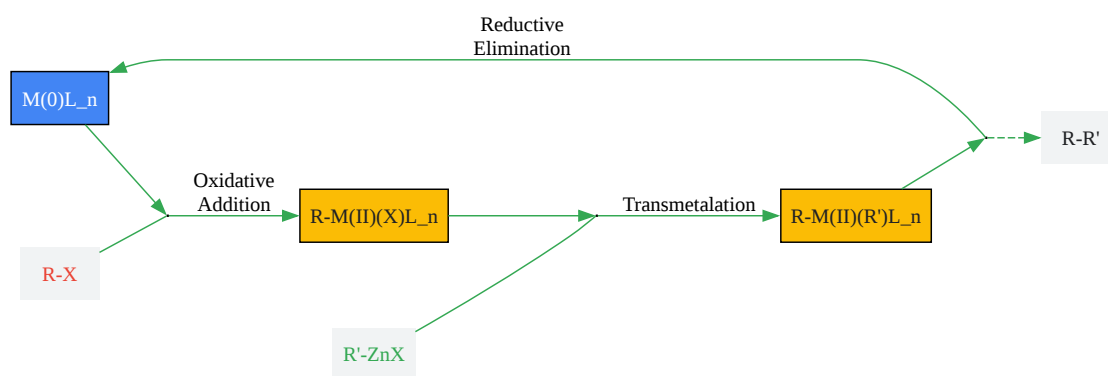 Reductive
Elimination
M(0)L_n
R-R'
Oxidative
Addition
R-M(II)(X)L_n
Transmetalation
R-M(II)(R')L_n
R-X
R'-ZnX